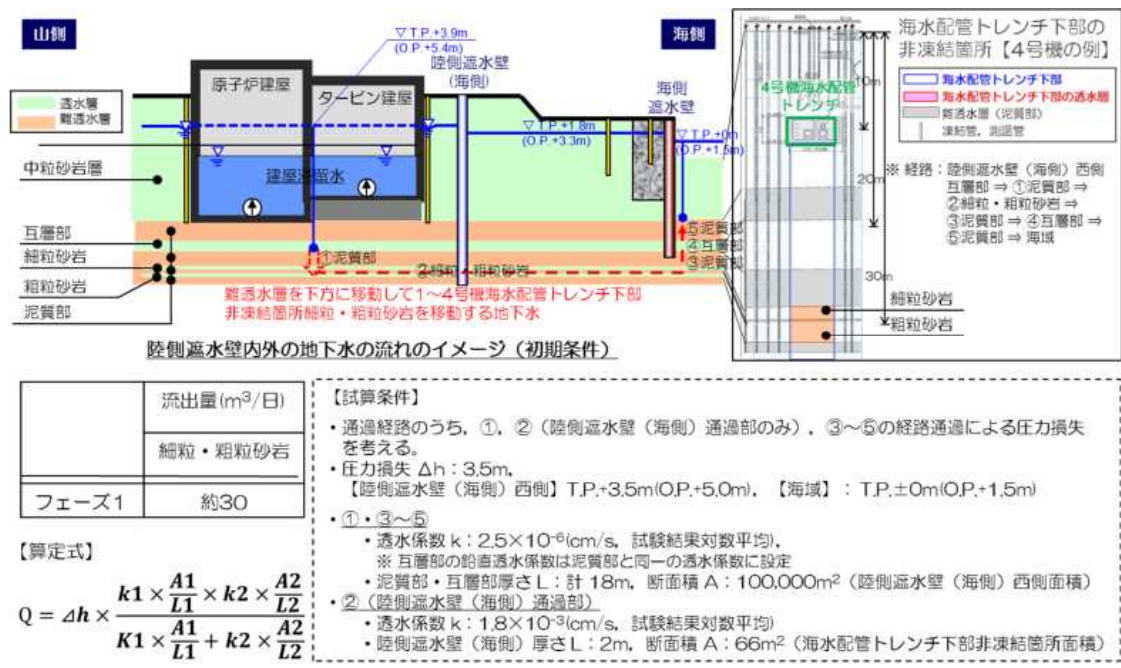 山側
▽T.P.+3.9m
(O.P.+5.4m)
海側
陸側遮水壁
(海側)
原子炉建屋
タービン建屋
海側
遮水壁
透水層
難透水層
▽T.P.+1.8m
(O.P.+3.3m)
▽T.P.+0m
(O.P.+1.5m)
中粒砂岩層
建屋滞留水
互層部
細粒砂岩
粗粒砂岩
泥質部
①泥質部
②細粒・粗粒砂岩
⑤泥質部
④互層部
③泥質部
難透水層を下方に移動して1～4号機海水配管トレンチ下部
非凍結箇所細粒・粗粒砂岩を移動する地下水
陸側遮水壁内外の地下水の流れのイメージ（初期条件）
海水配管トレンチ下部の
非凍結箇所【4号機の例】
4号機海水配管
トレンチ
10m
20m
30m
海水配管トレンチ下部
海水配管トレンチ下部の透水層
難透水層（泥質部）
凍結管，測温管
※ 経路：陸側遮水壁（海側）西側
互層部 ⇒ ①泥質部 ⇒
②細粒・粗粒砂岩 ⇒
③泥質部 ⇒ ④互層部 ⇒
⑤泥質部 ⇒ 海域
細粒砂岩
粗粒砂岩
流出量(m³/日)
細粒・粗粒砂岩
フェーズ1 約30
【算定式】
Q = ⊿h × (k1 × A1/L1 × k2 × A2/L2) / (K1 × A1/L1 + k2 × A2/L2)
【試算条件】
・通過経路のうち，①，②（陸側遮水壁（海側）通過部のみ），③～⑤の経路通過による圧力損失
を考える。
・圧力損失 Δh：3.5m，
【陸側遮水壁（海側）西側】T.P.+3.5m(O.P.+5.0m)，【海域】：T.P.±0m(O.P.+1.5m)
・①・③～⑤
・透水係数 k：2.5×10⁻⁶(cm/s，試験結果対数平均)，
※ 互層部の鉛直透水係数は泥質部と同一の透水係数に設定
・泥質部・互層部厚さ L：計 18m，断面積 A：100,000m²（陸側遮水壁（海側）西側面積）
・②（陸側遮水壁（海側）通過部）
・透水係数 k：1.8×10⁻³(cm/s，試験結果対数平均)
・陸側遮水壁（海側）厚さ L：2m，断面積 A：66m²（海水配管トレンチ下部非凍結箇所面積）